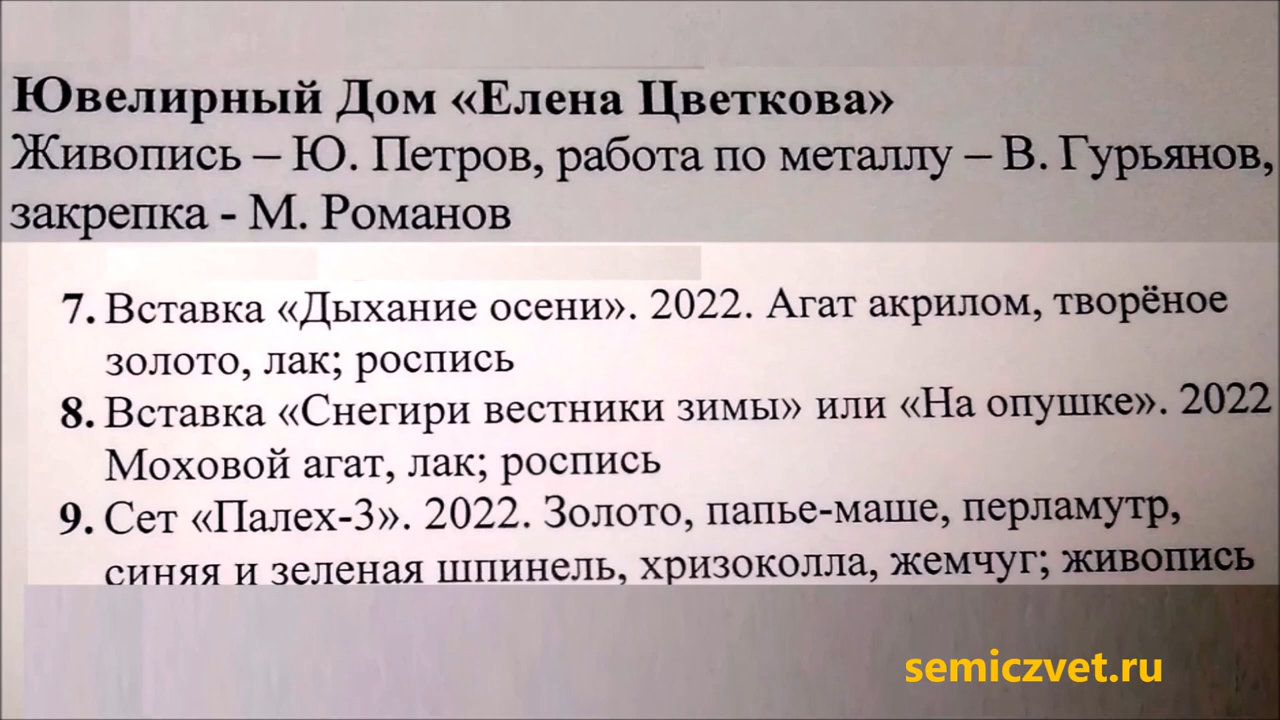 Ювелирный Дом «Елена Цветкова»
Живопись – Ю. Петров, работа по металлу – В. Гурьянов,
закрепка - М. Романов
7. Вставка «Дыхание осени». 2022. Агат акрилом, творёное
золото, лак; роспись
8. Вставка «Снегири вестники зимы» или «На опушке». 2022
Моховой агат, лак; роспись
9. Сет «Палех-3». 2022. Золото, папье-маше, перламутр,
синяя и зеленая шпинель, хризоколла, жемчуг; живопись
semiczvet.ru